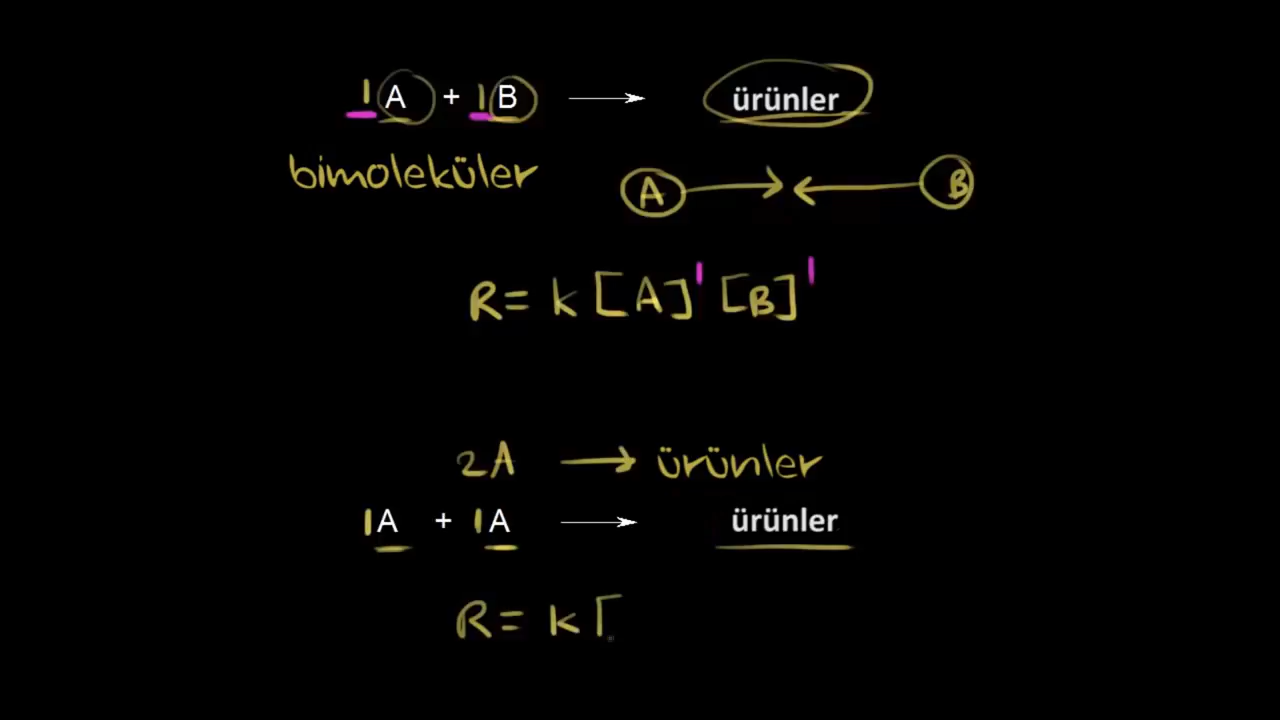 1A + 1B → ürünler
bimoleküler A → ← B
R = k [A]¹ [B]¹
2A → ürünler
1A + 1A → ürünler
R = k [